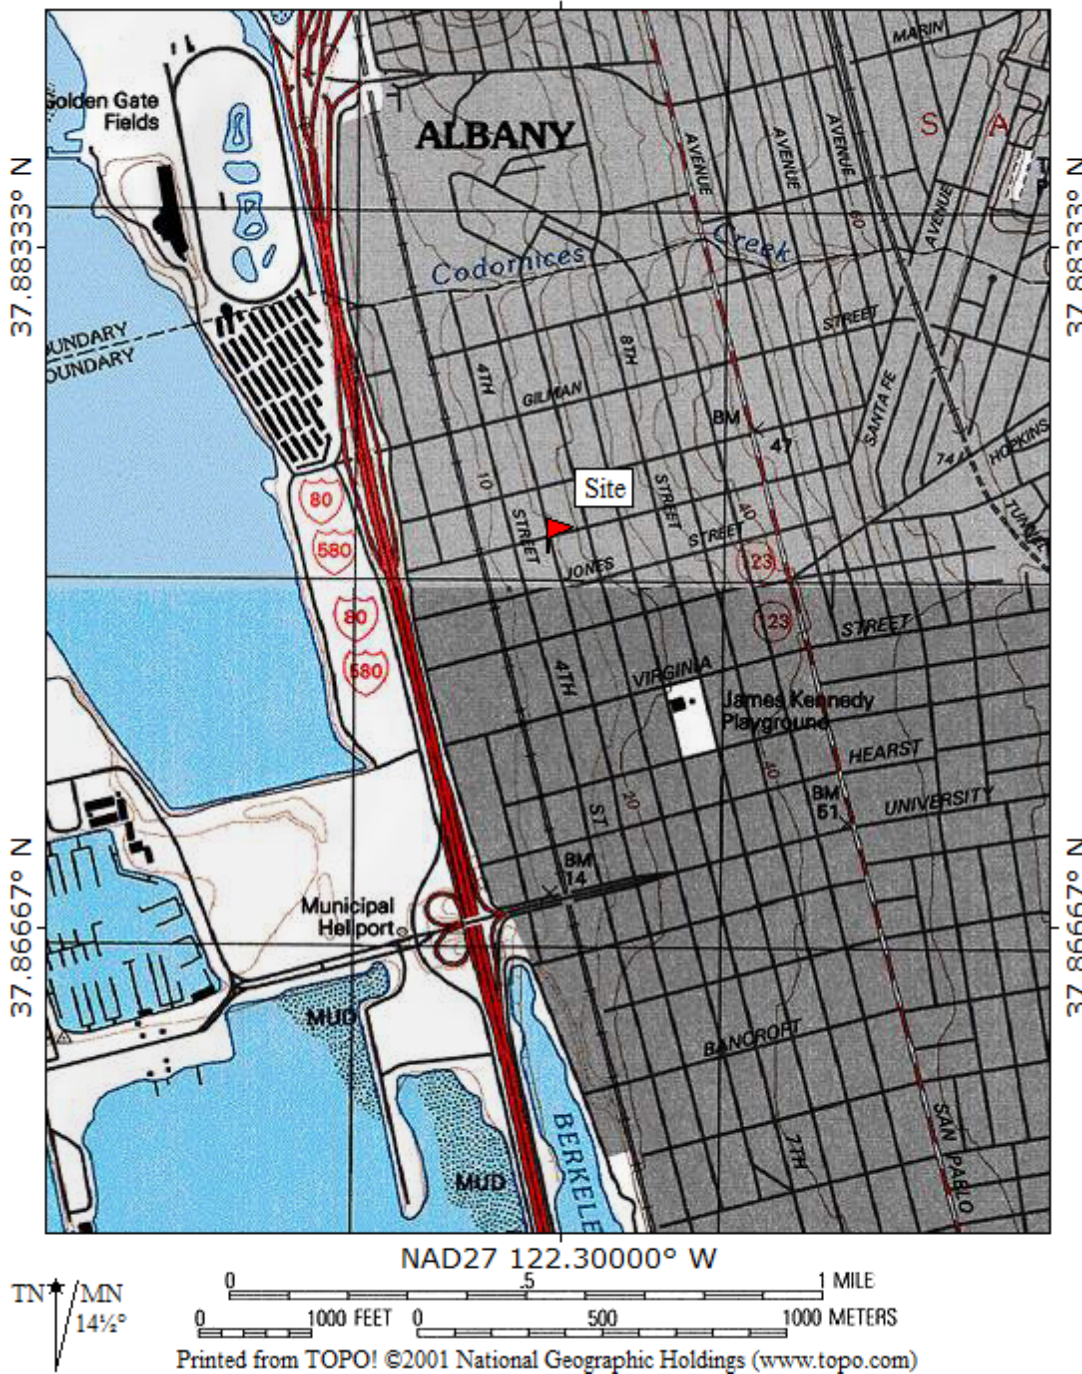 Golden Gate
Fields
ALBANY
MARIN
S A
AVENUE
AVENUE
AVENUE
AVENUE
60
37.88333° N
37.88333° N
Codornices
Creek
OUNDARY
OUNDARY
STREET
4TH
8TH
GILMAN
BM
47
SANTA FE
74
HOPKINS
TUNNEL
10
80
580
Site
STREET
STREET
40
STREET
JONES
123
80
580
123
STREET
4TH
VIRGINIA
James Kennedy
Playground
HEARST
40
BM
51
UNIVERSITY
ST
20
BM
14
37.86667° N
37.86667° N
Municipal
Heliport
MUD
BANCROFT
BERKELE
MUD
7TH
SAN PABLO
NAD27 122.30000° W
TN MN
14½°
0 .5 1 MILE
0 1000 FEET 0 500 1000 METERS
Printed from TOPO! ©2001 National Geographic Holdings (www.topo.com)